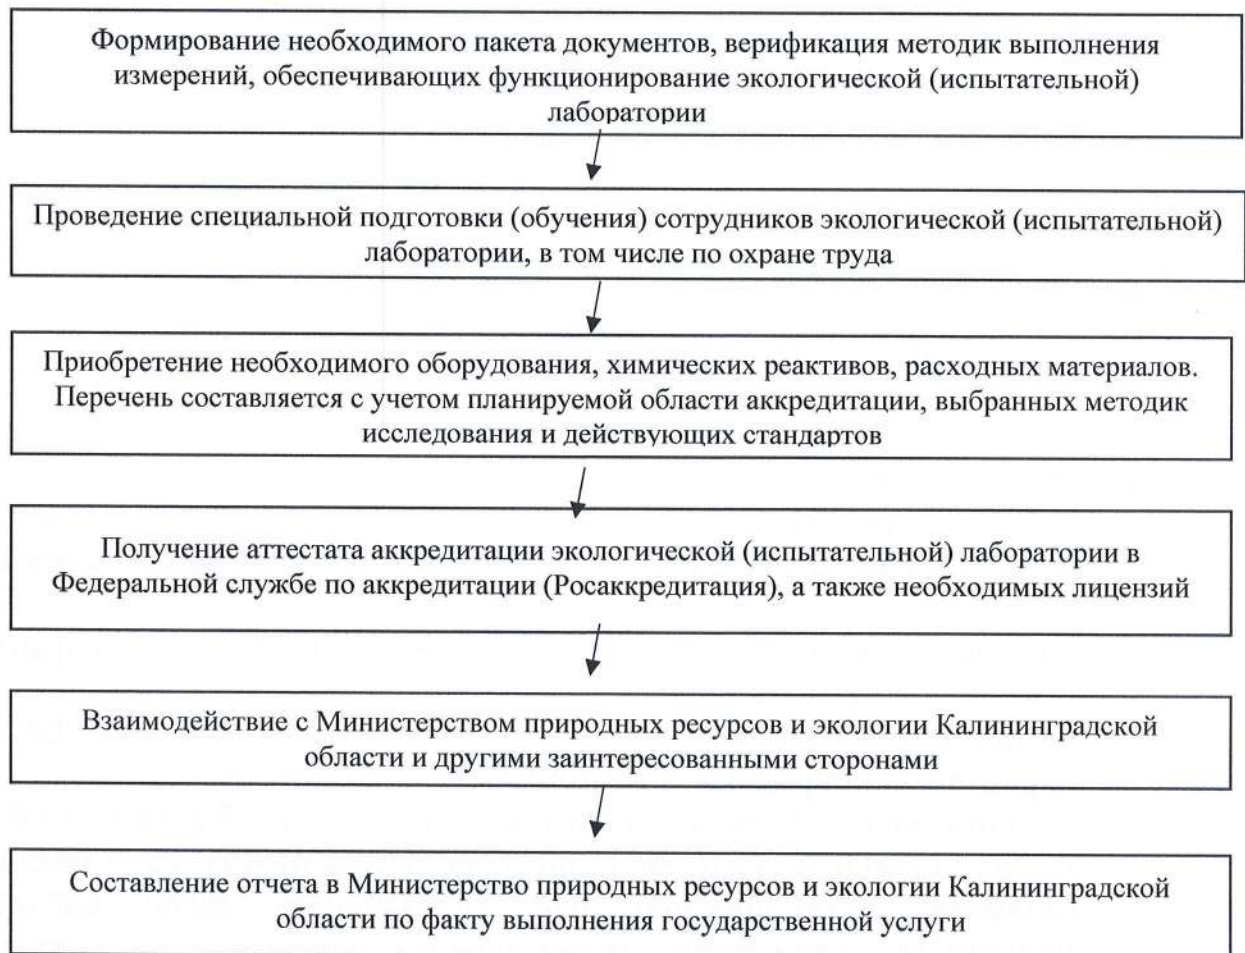 Формирование необходимого пакета документов, верификация методик выполнения
измерений, обеспечивающих функционирование экологической (испытательной)
лаборатории
Проведение специальной подготовки (обучения) сотрудников экологической (испытательной)
лаборатории, в том числе по охране труда
Приобретение необходимого оборудования, химических реактивов, расходных материалов.
Перечень составляется с учетом планируемой области аккредитации, выбранных методик
исследования и действующих стандартов
Получение аттестата аккредитации экологической (испытательной) лаборатории в
Федеральной службе по аккредитации (Росаккредитация), а также необходимых лицензий
Взаимодействие с Министерством природных ресурсов и экологии Калининградской
области и другими заинтересованными сторонами
Составление отчета в Министерство природных ресурсов и экологии Калининградской
области по факту выполнения государственной услуги